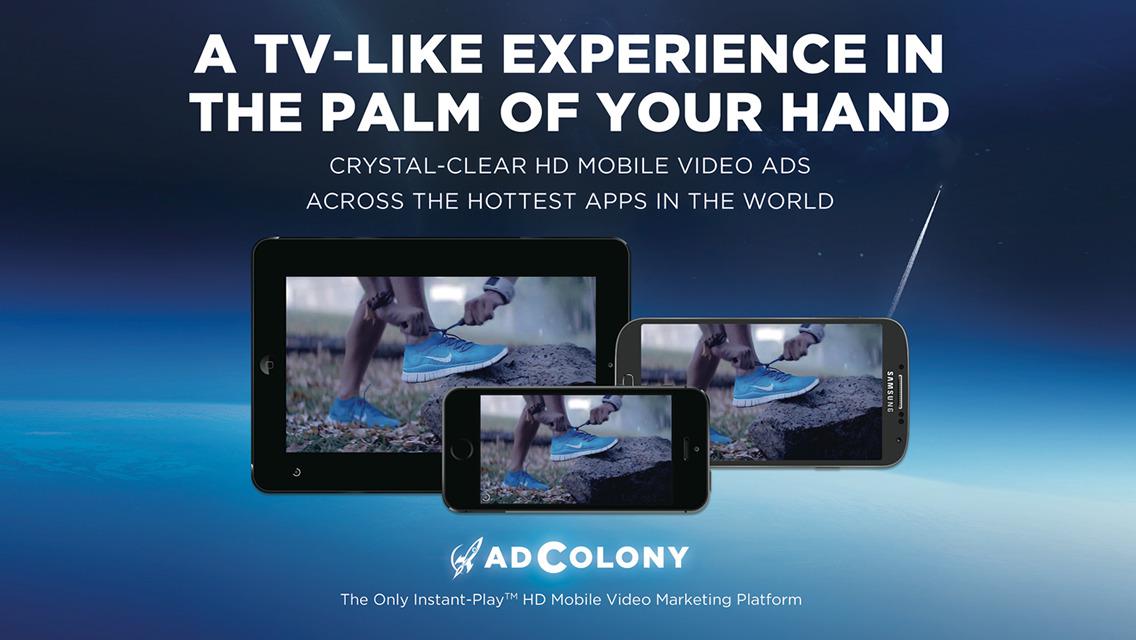 A TV-LIKE EXPERIENCE IN
THE PALM OF YOUR HAND
CRYSTAL-CLEAR HD MOBILE VIDEO ADS
ACROSS THE HOTTEST APPS IN THE WORLD
SAMSUNG
ADCOLONY
The Only Instant-Play™ HD Mobile Video Marketing Platform